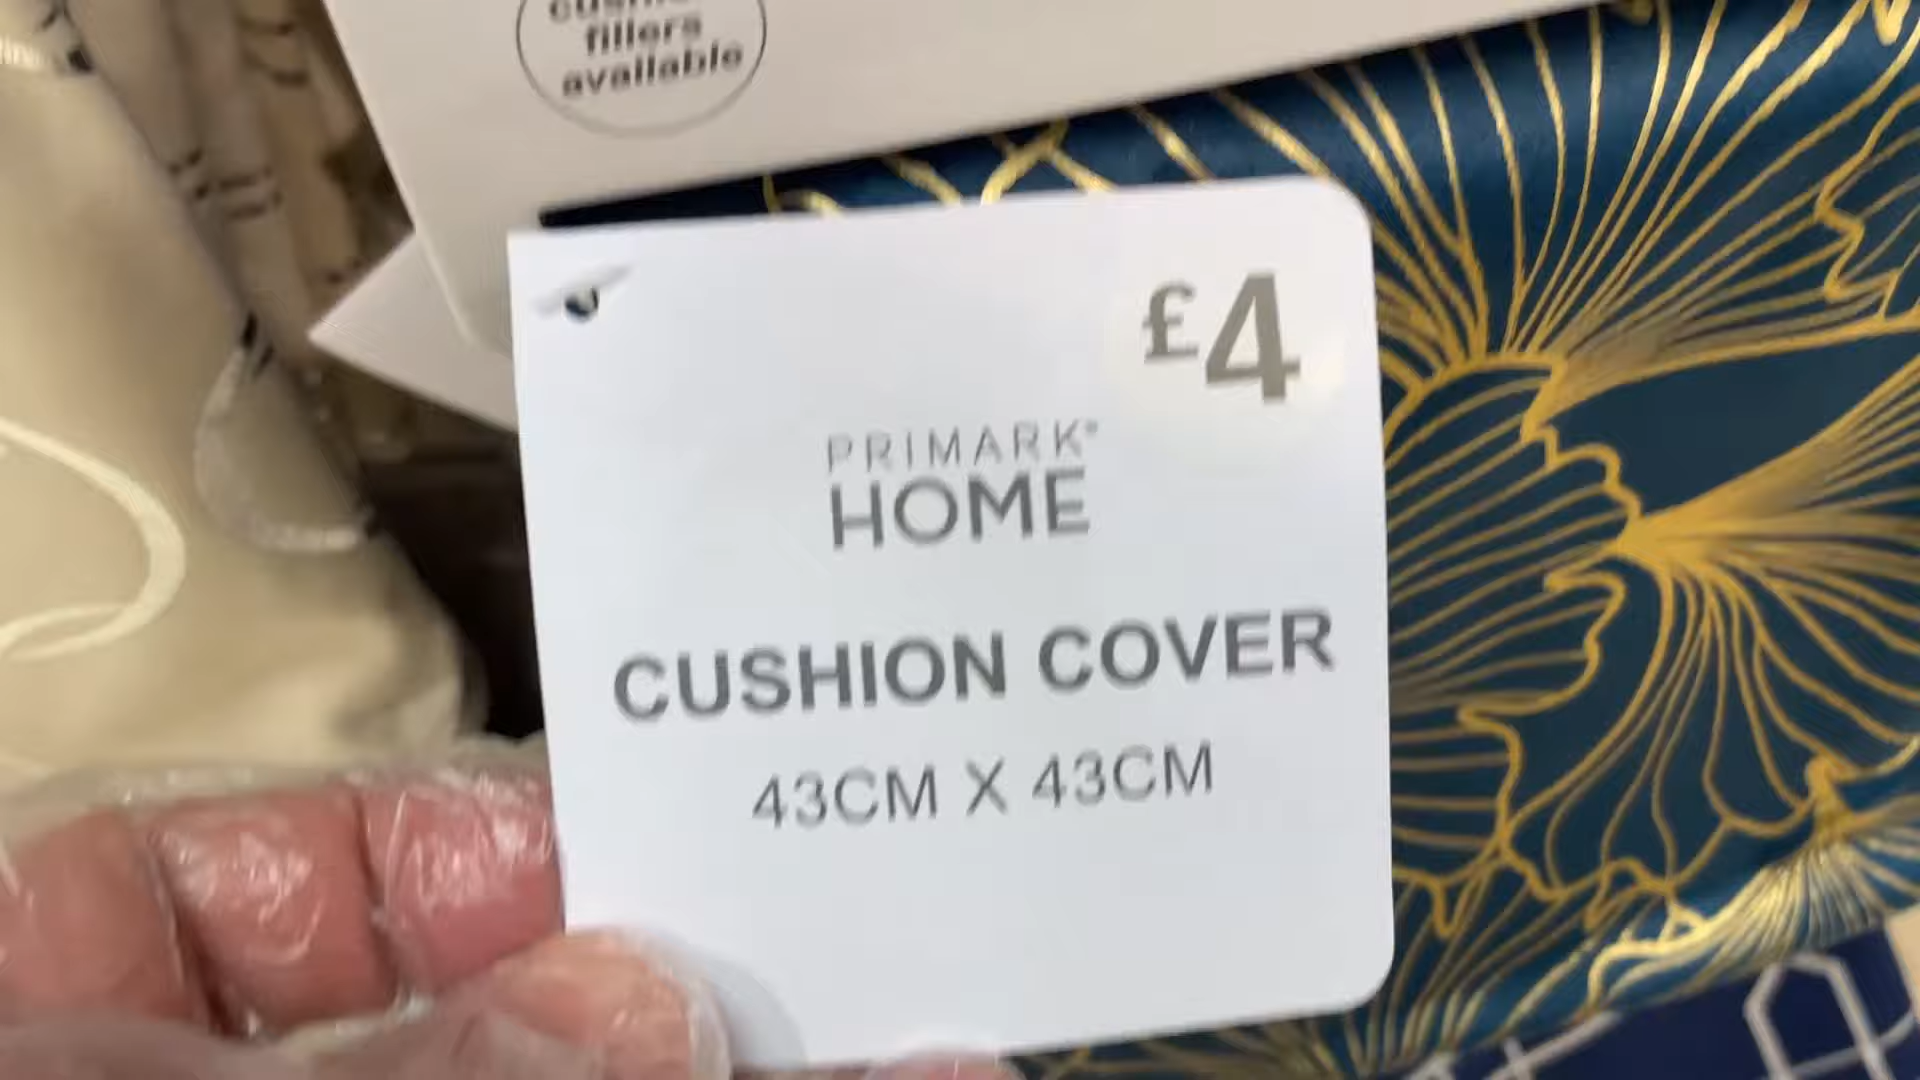 fillers
available
£4
PRIMARK®
HOME
CUSHION COVER
43CM X 43CM